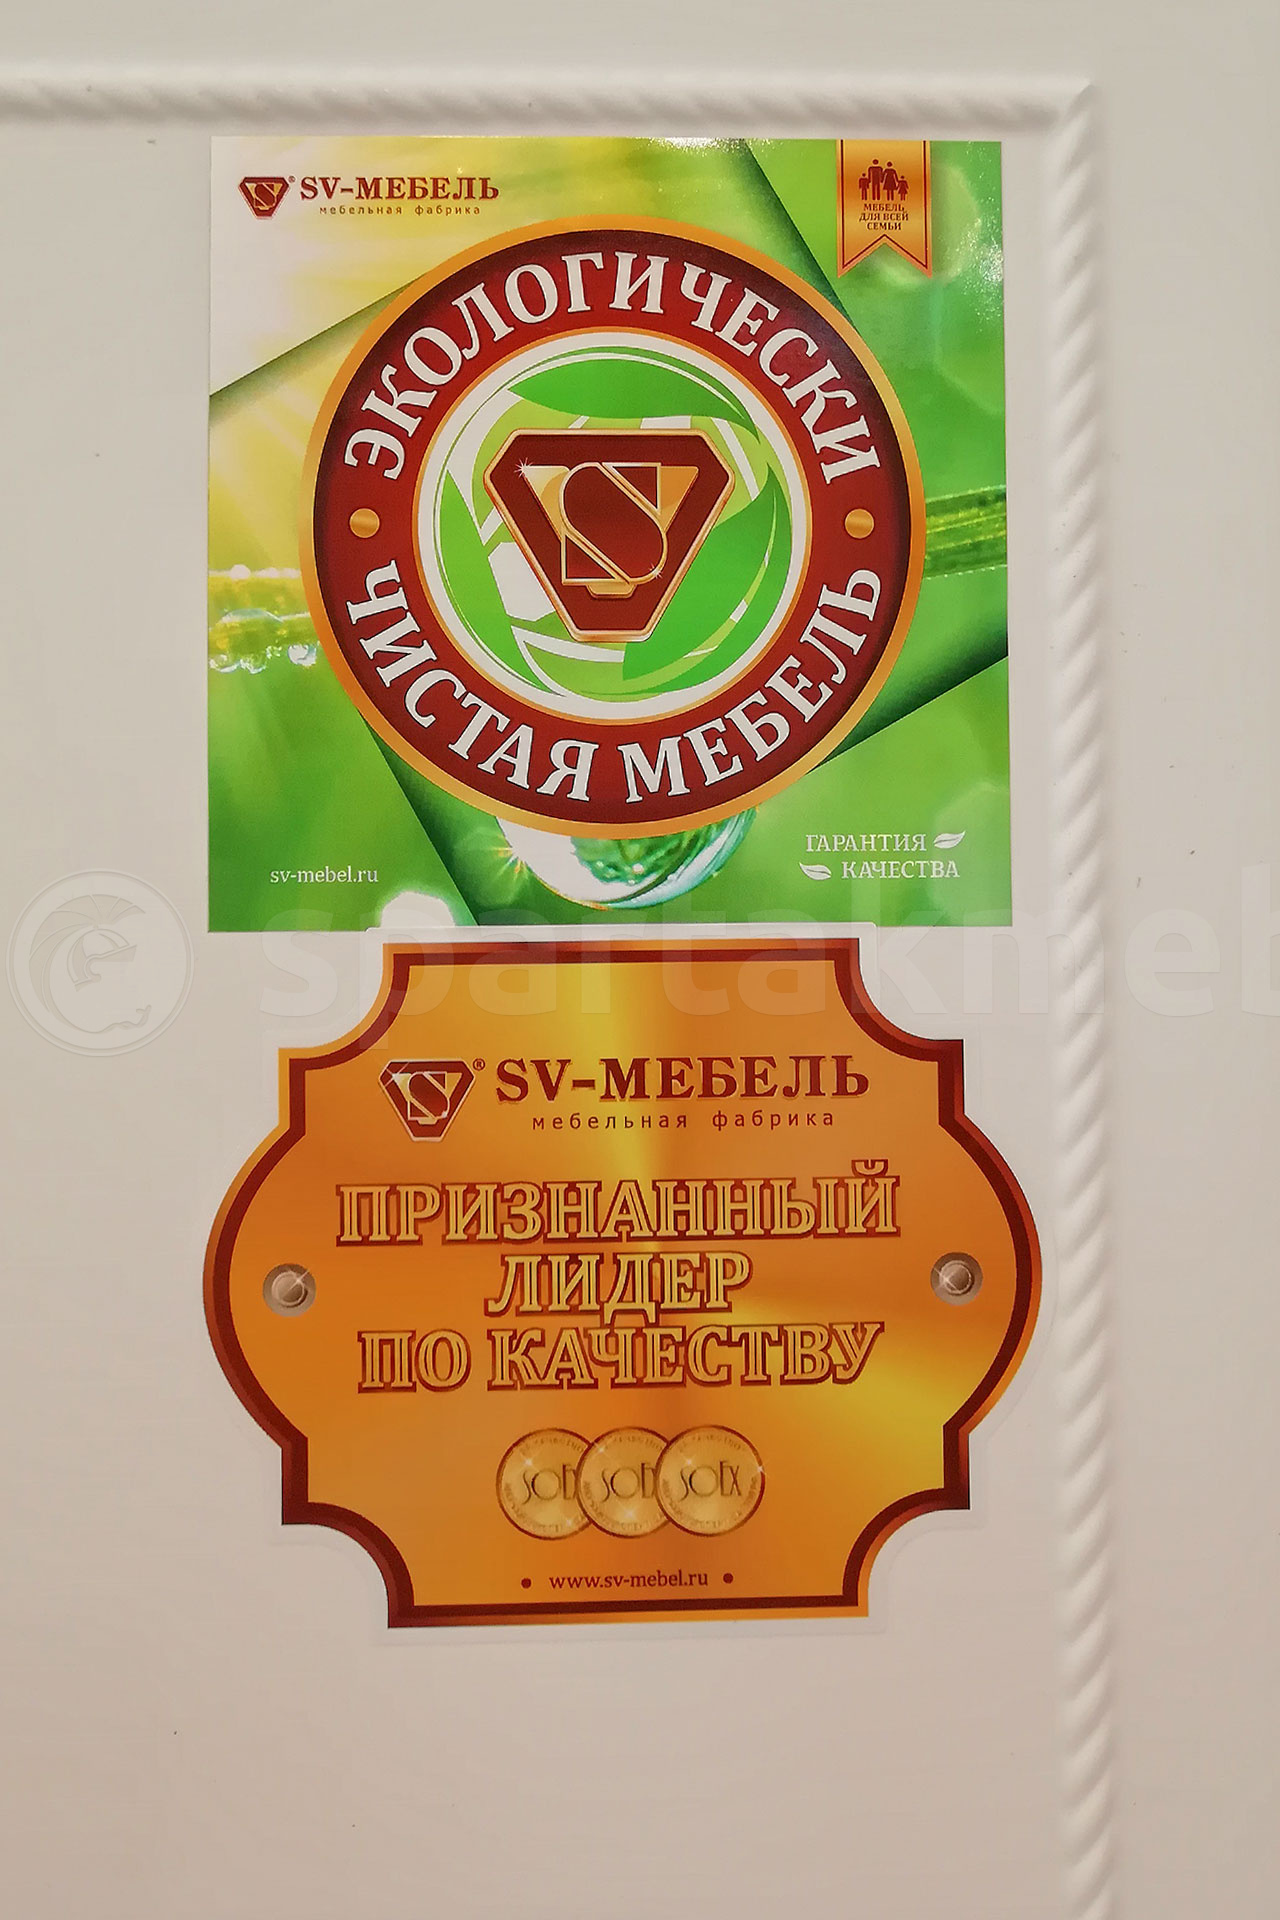 SV-МЕБЕЛЬ
мебельная фабрика
МЕБЕЛЬ
ДЛЯ ВСЕЙ
СЕМЬИ
ЭКОЛОГИЧЕСКИ
ЧИСТАЯ МЕБЕЛЬ
ГАРАНТИЯ
КАЧЕСТВА
sv-mebel.ru
spartakmeb
® SV-МЕБЕЛЬ
мебельная фабрика
ПРИЗНАННЫЙ
ЛИДЕР
ПО КАЧЕСТВУ
SOEX
• www.sv-mebel.ru •